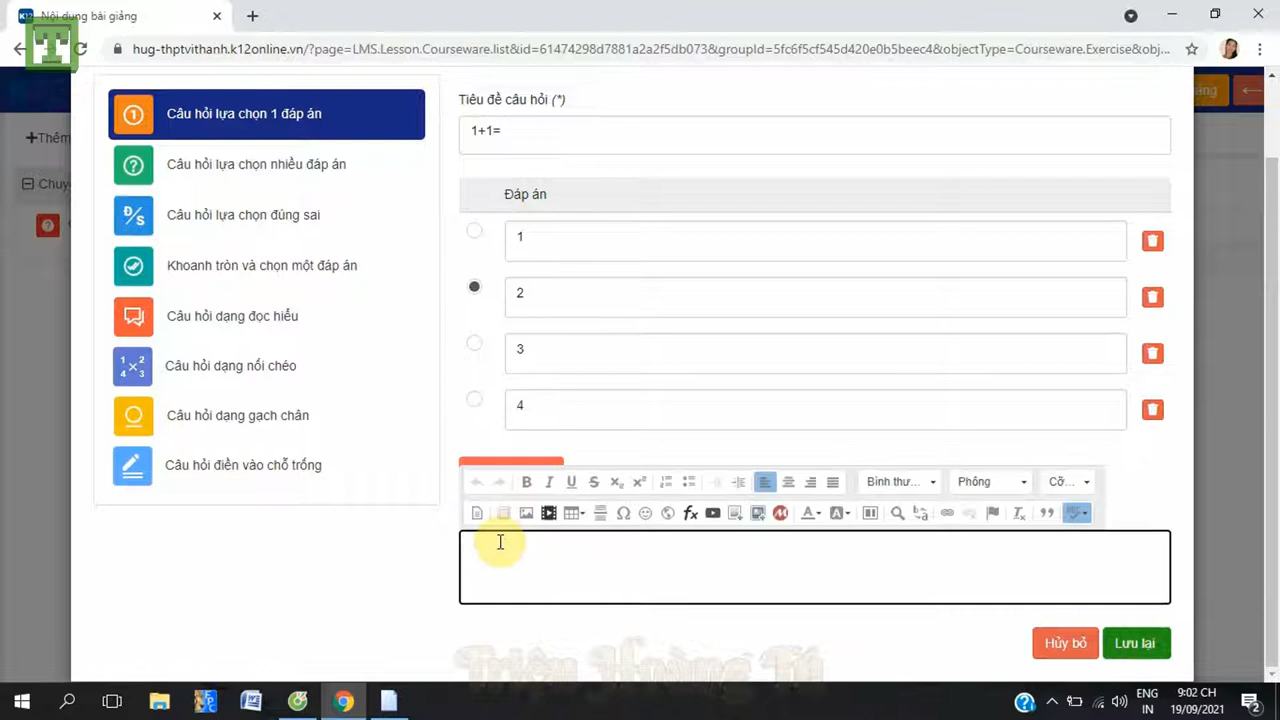 Nội dung bài giảng
hug-thptvithanh.k12online.vn/?page=LMS.Lesson.Courseware.list&id=61474298d7881a2a2f5db073&groupId=5fc6f5cf545d420e0b5beec4&objectType=Courseware.Exercise&obj...
Thêm
Chuyê
Câu hỏi lựa chọn 1 đáp án
Câu hỏi lựa chọn nhiều đáp án
Đ/S
Câu hỏi lựa chọn đúng sai
Khoanh tròn và chọn một đáp án
Câu hỏi dạng đọc hiểu
Câu hỏi dạng nối chéo
Câu hỏi dạng gạch chân
Câu hỏi điền vào chỗ trống
Tiêu đề câu hỏi (*)
1+1=
Đáp án
1
2
3
4
Bình thư...
Phông
Cỡ...
Hủy bỏ
Lưu lại
Triệu Hoàng Tú
ENG
IN
9:02 CH
19/09/2021